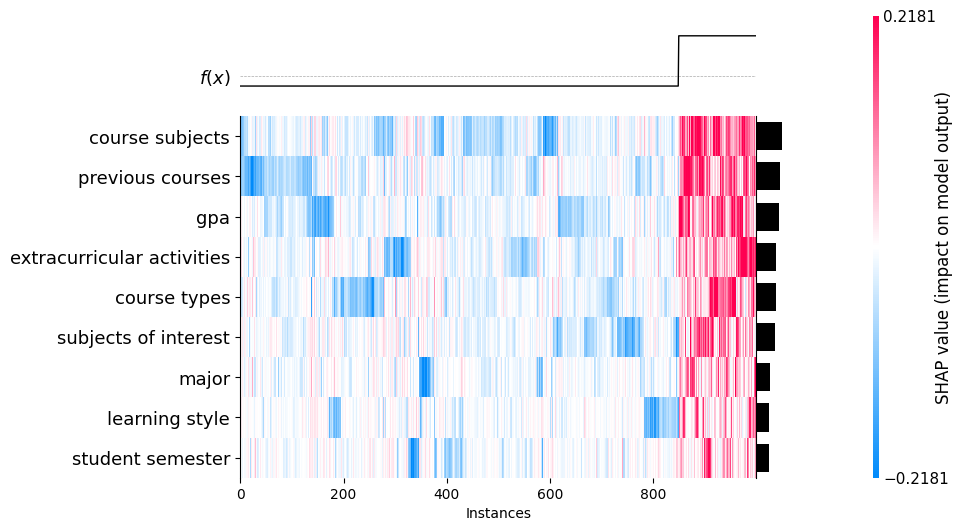 0.2181
f(x)
course subjects
previous courses
gpa
extracurricular activities
course types
subjects of interest
major
learning style
student semester
0 200 400 600 800
Instances
−0.2181
SHAP value (impact on model output)